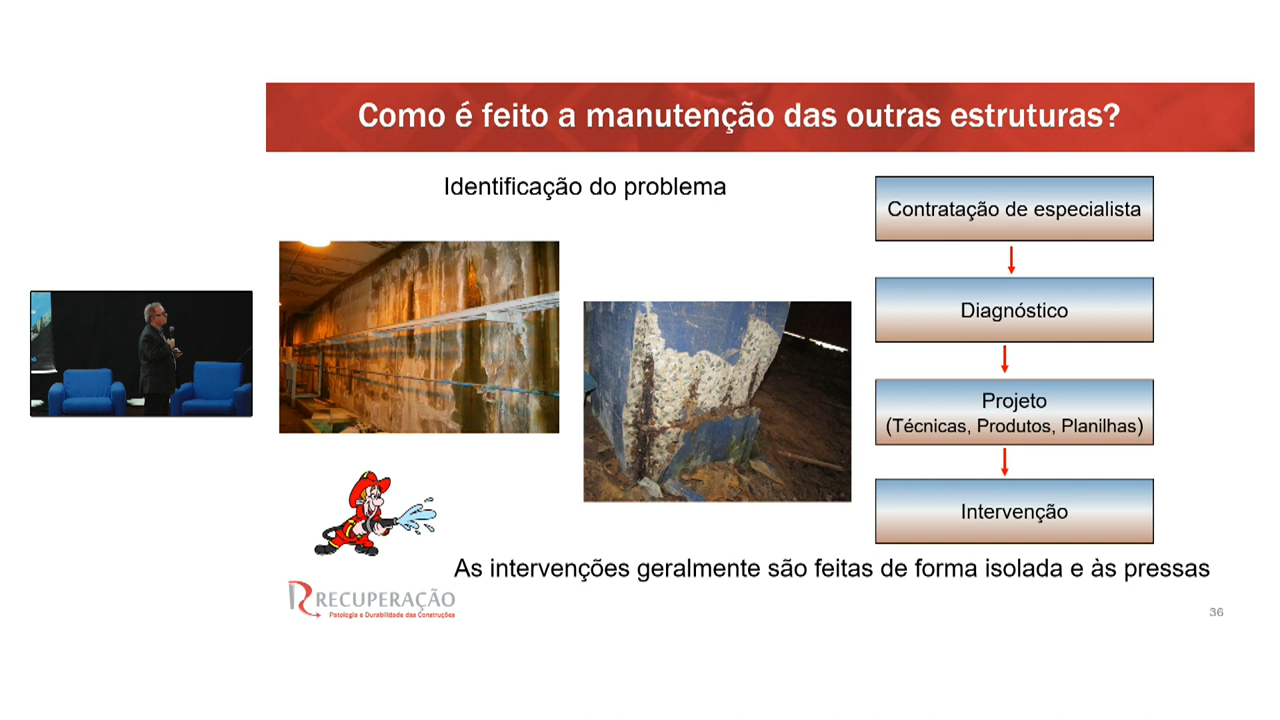 Como é feito a manutenção das outras estruturas?
Identificação do problema
Contratação de especialista
Diagnóstico
Projeto
(Técnicas, Produtos, Planilhas)
Intervenção
As intervenções geralmente são feitas de forma isolada e às pressas
RECUPERAÇÃO
Patologia e Durabilidade das Construções
36